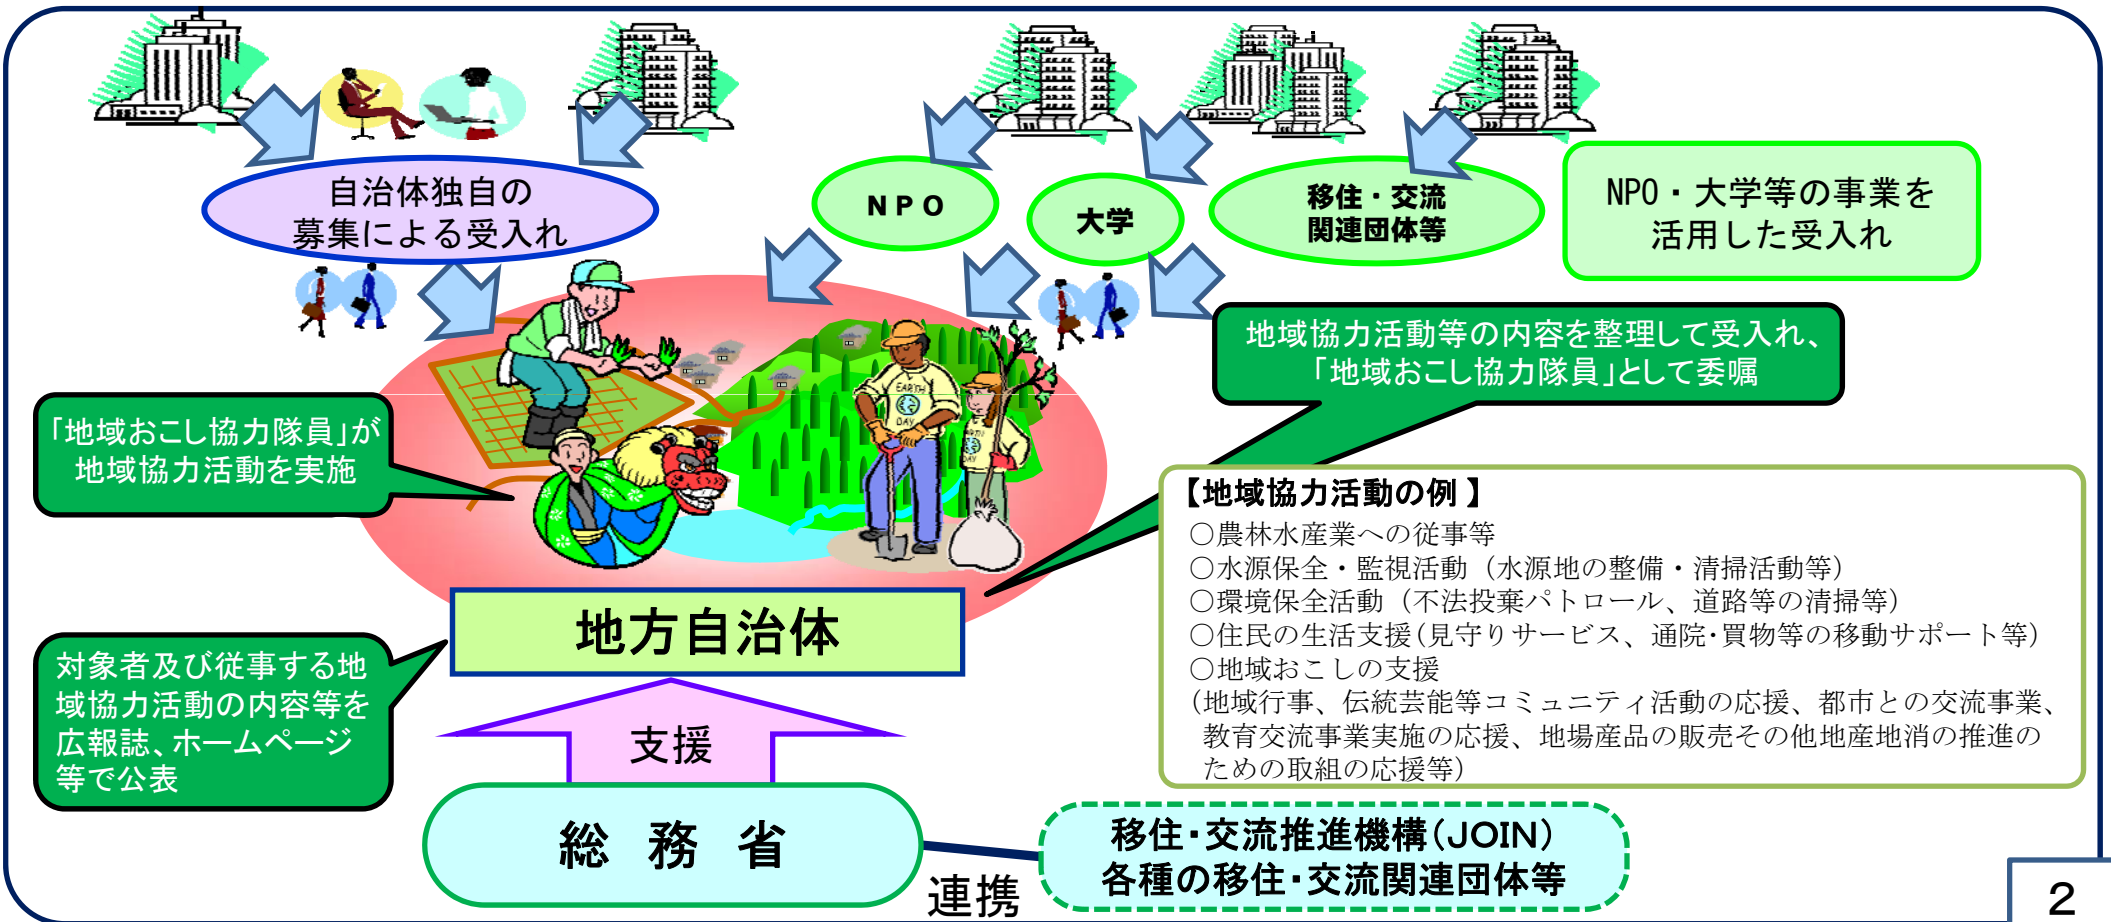 自治体独自の
募集による受入れ
NPO
大学
移住・交流
関連団体等
NPO・大学等の事業を
活用した受入れ
地域協力活動等の内容を整理して受入れ、
「地域おこし協力隊員」として委嘱
「地域おこし協力隊員」が
地域協力活動を実施
EARTH
DAY
EARTH
DAY
【地域協力活動の例】
○農林水産業への従事等
○水源保全・監視活動（水源地の整備・清掃活動等）
○環境保全活動（不法投棄パトロール、道路等の清掃等）
○住民の生活支援（見守りサービス、通院・買物等の移動サポート等）
○地域おこしの支援
（地域行事、伝統芸能等コミュニティ活動の応援、都市との交流事業、
教育交流事業実施の応援、地場産品の販売その他地産地消の推進の
ための取組の応援等）
地方自治体
対象者及び従事する地
域協力活動の内容等を
広報誌、ホームページ
等で公表
支援
総務省
連携
移住・交流推進機構（JOIN）
各種の移住・交流関連団体等
2